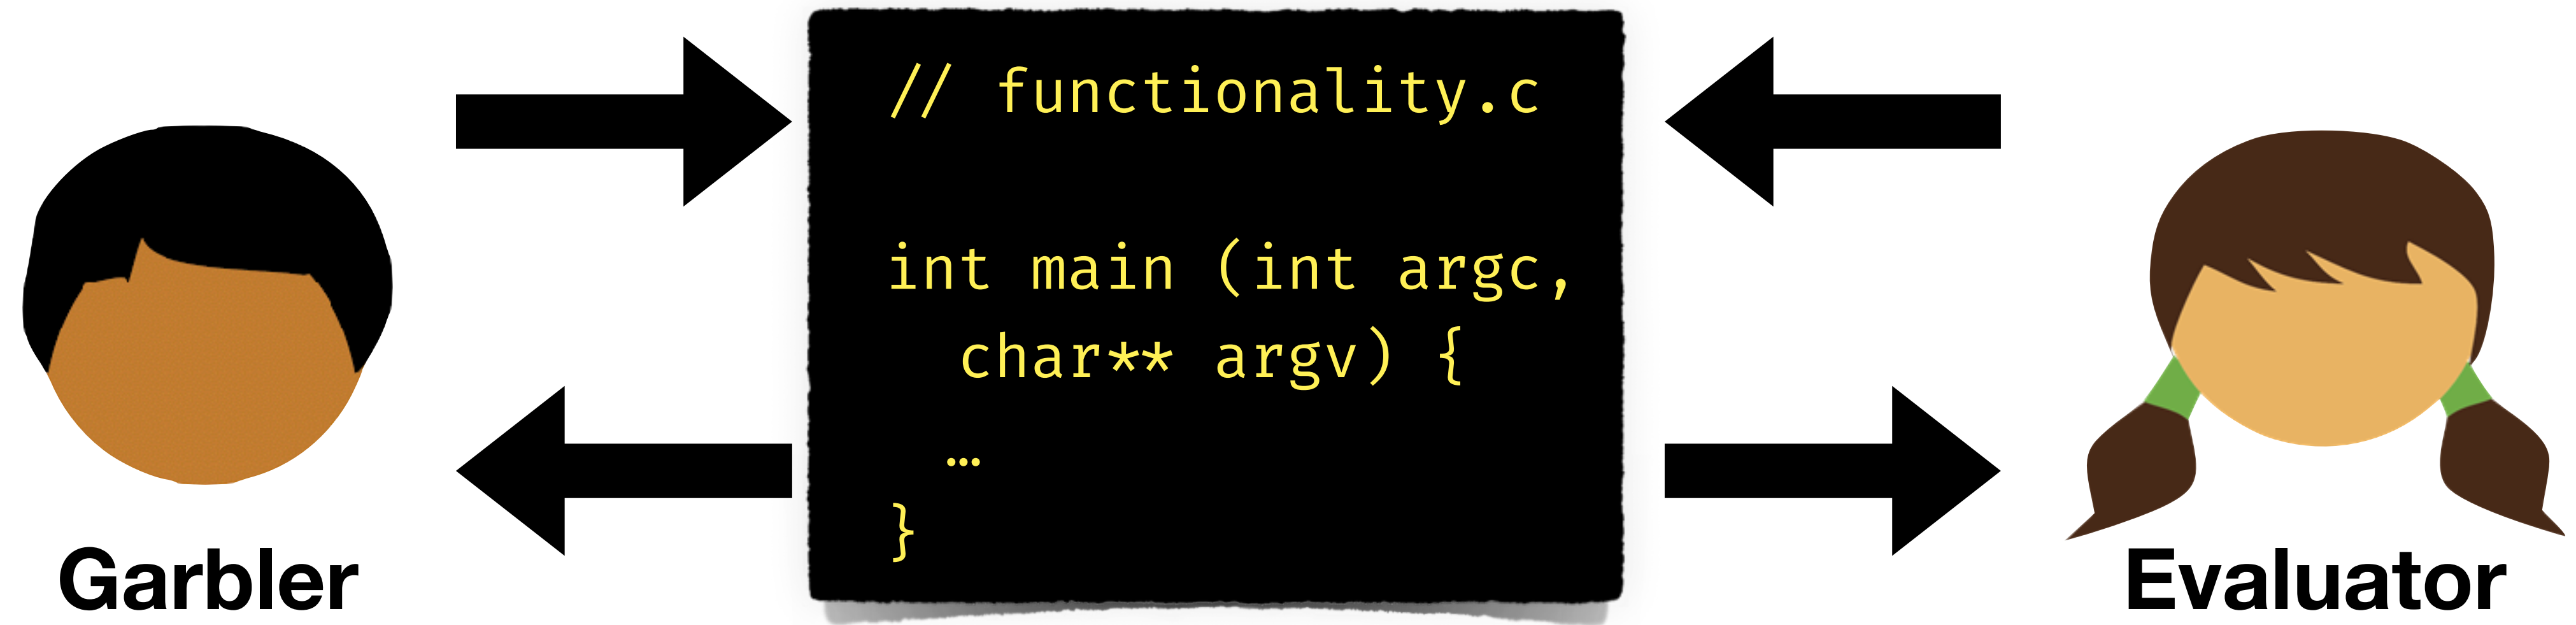 // functionality.c
int main (int argc,
char** argv) {
…
}
Garbler
Evaluator